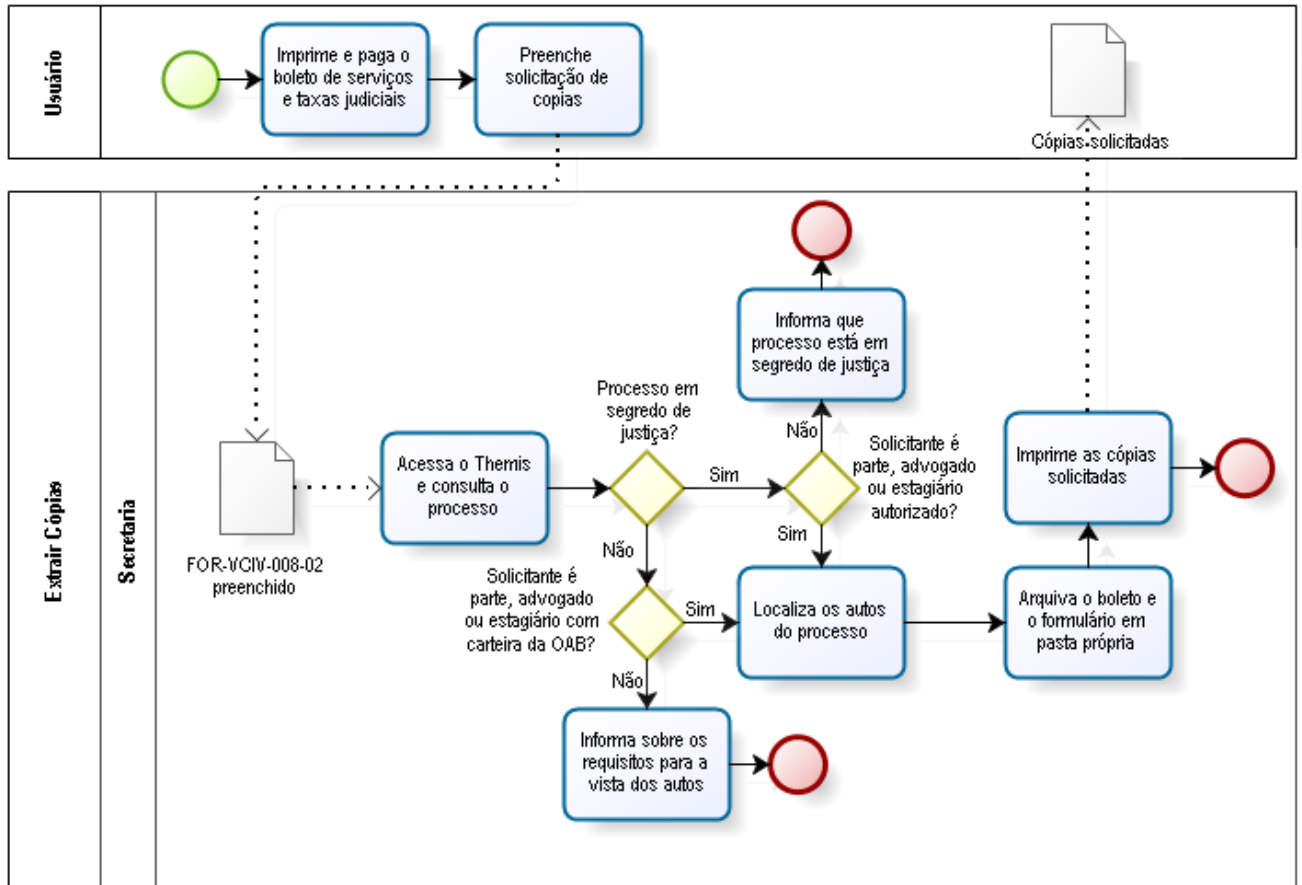 Usuário
Imprime e paga o
boleto de serviços
e taxas judiciais
Preenche
solicitação de
copias
Cópias solicitadas
Extrair Cópias
Secretaria
FOR-VCIV-008-02
preenchido
Acessa o Themis
e consulta o
processo
Processo em
segredo de
justiça?
Sim
Não
Informa que
processo está em
segredo de justiça
Não
Solicitante é
parte, advogado
ou estagiário
autorizado?
Sim
Solicitante é
parte, advogado
ou estagiário com
carteira da OAB?
Sim
Não
Localiza os autos
do processo
Arquiva o boleto e
o formulário em
pasta própria
Imprime as cópias
solicitadas
Informa sobre os
requisitos para a
vista dos autos